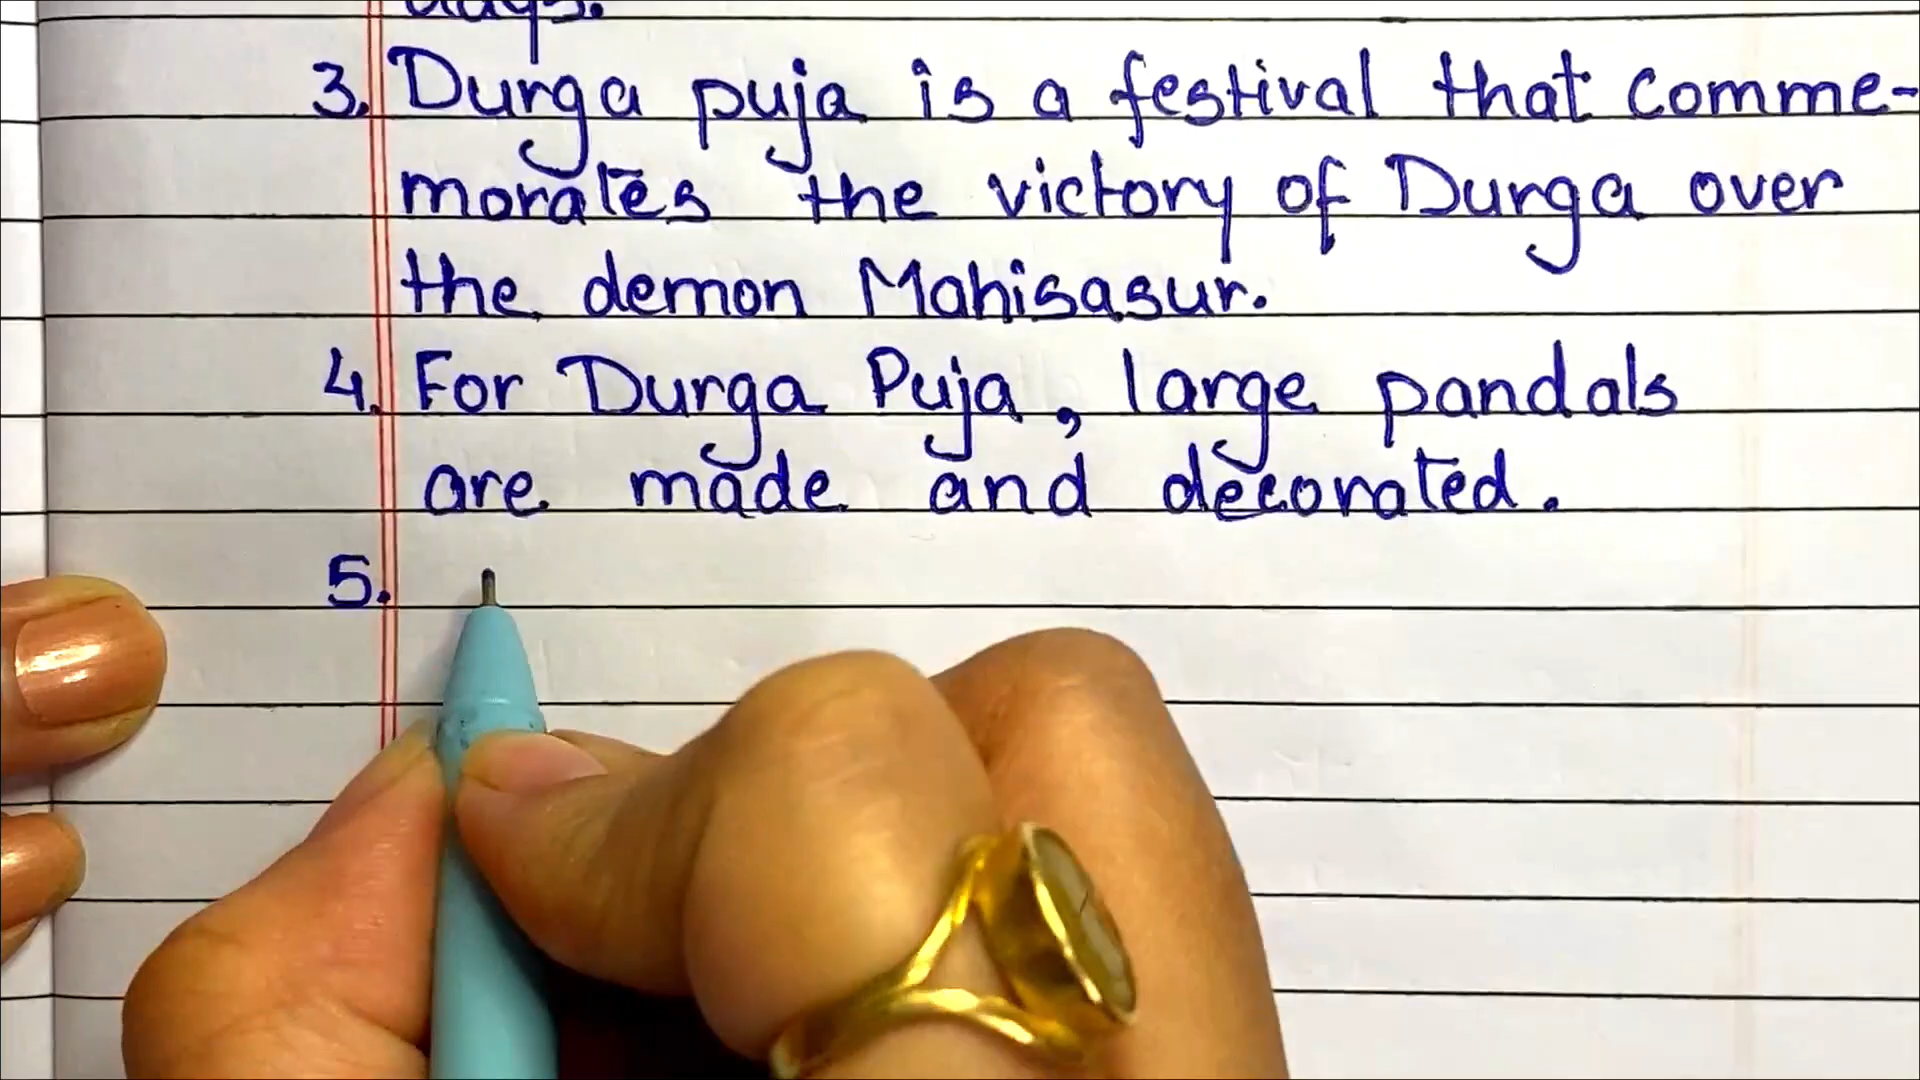 days.
3. Durga puja is a festival that comme-
morates the victory of Durga over
the demon Mahisasur.
4. For Durga Puja, large pandals
are made and decorated.
5.